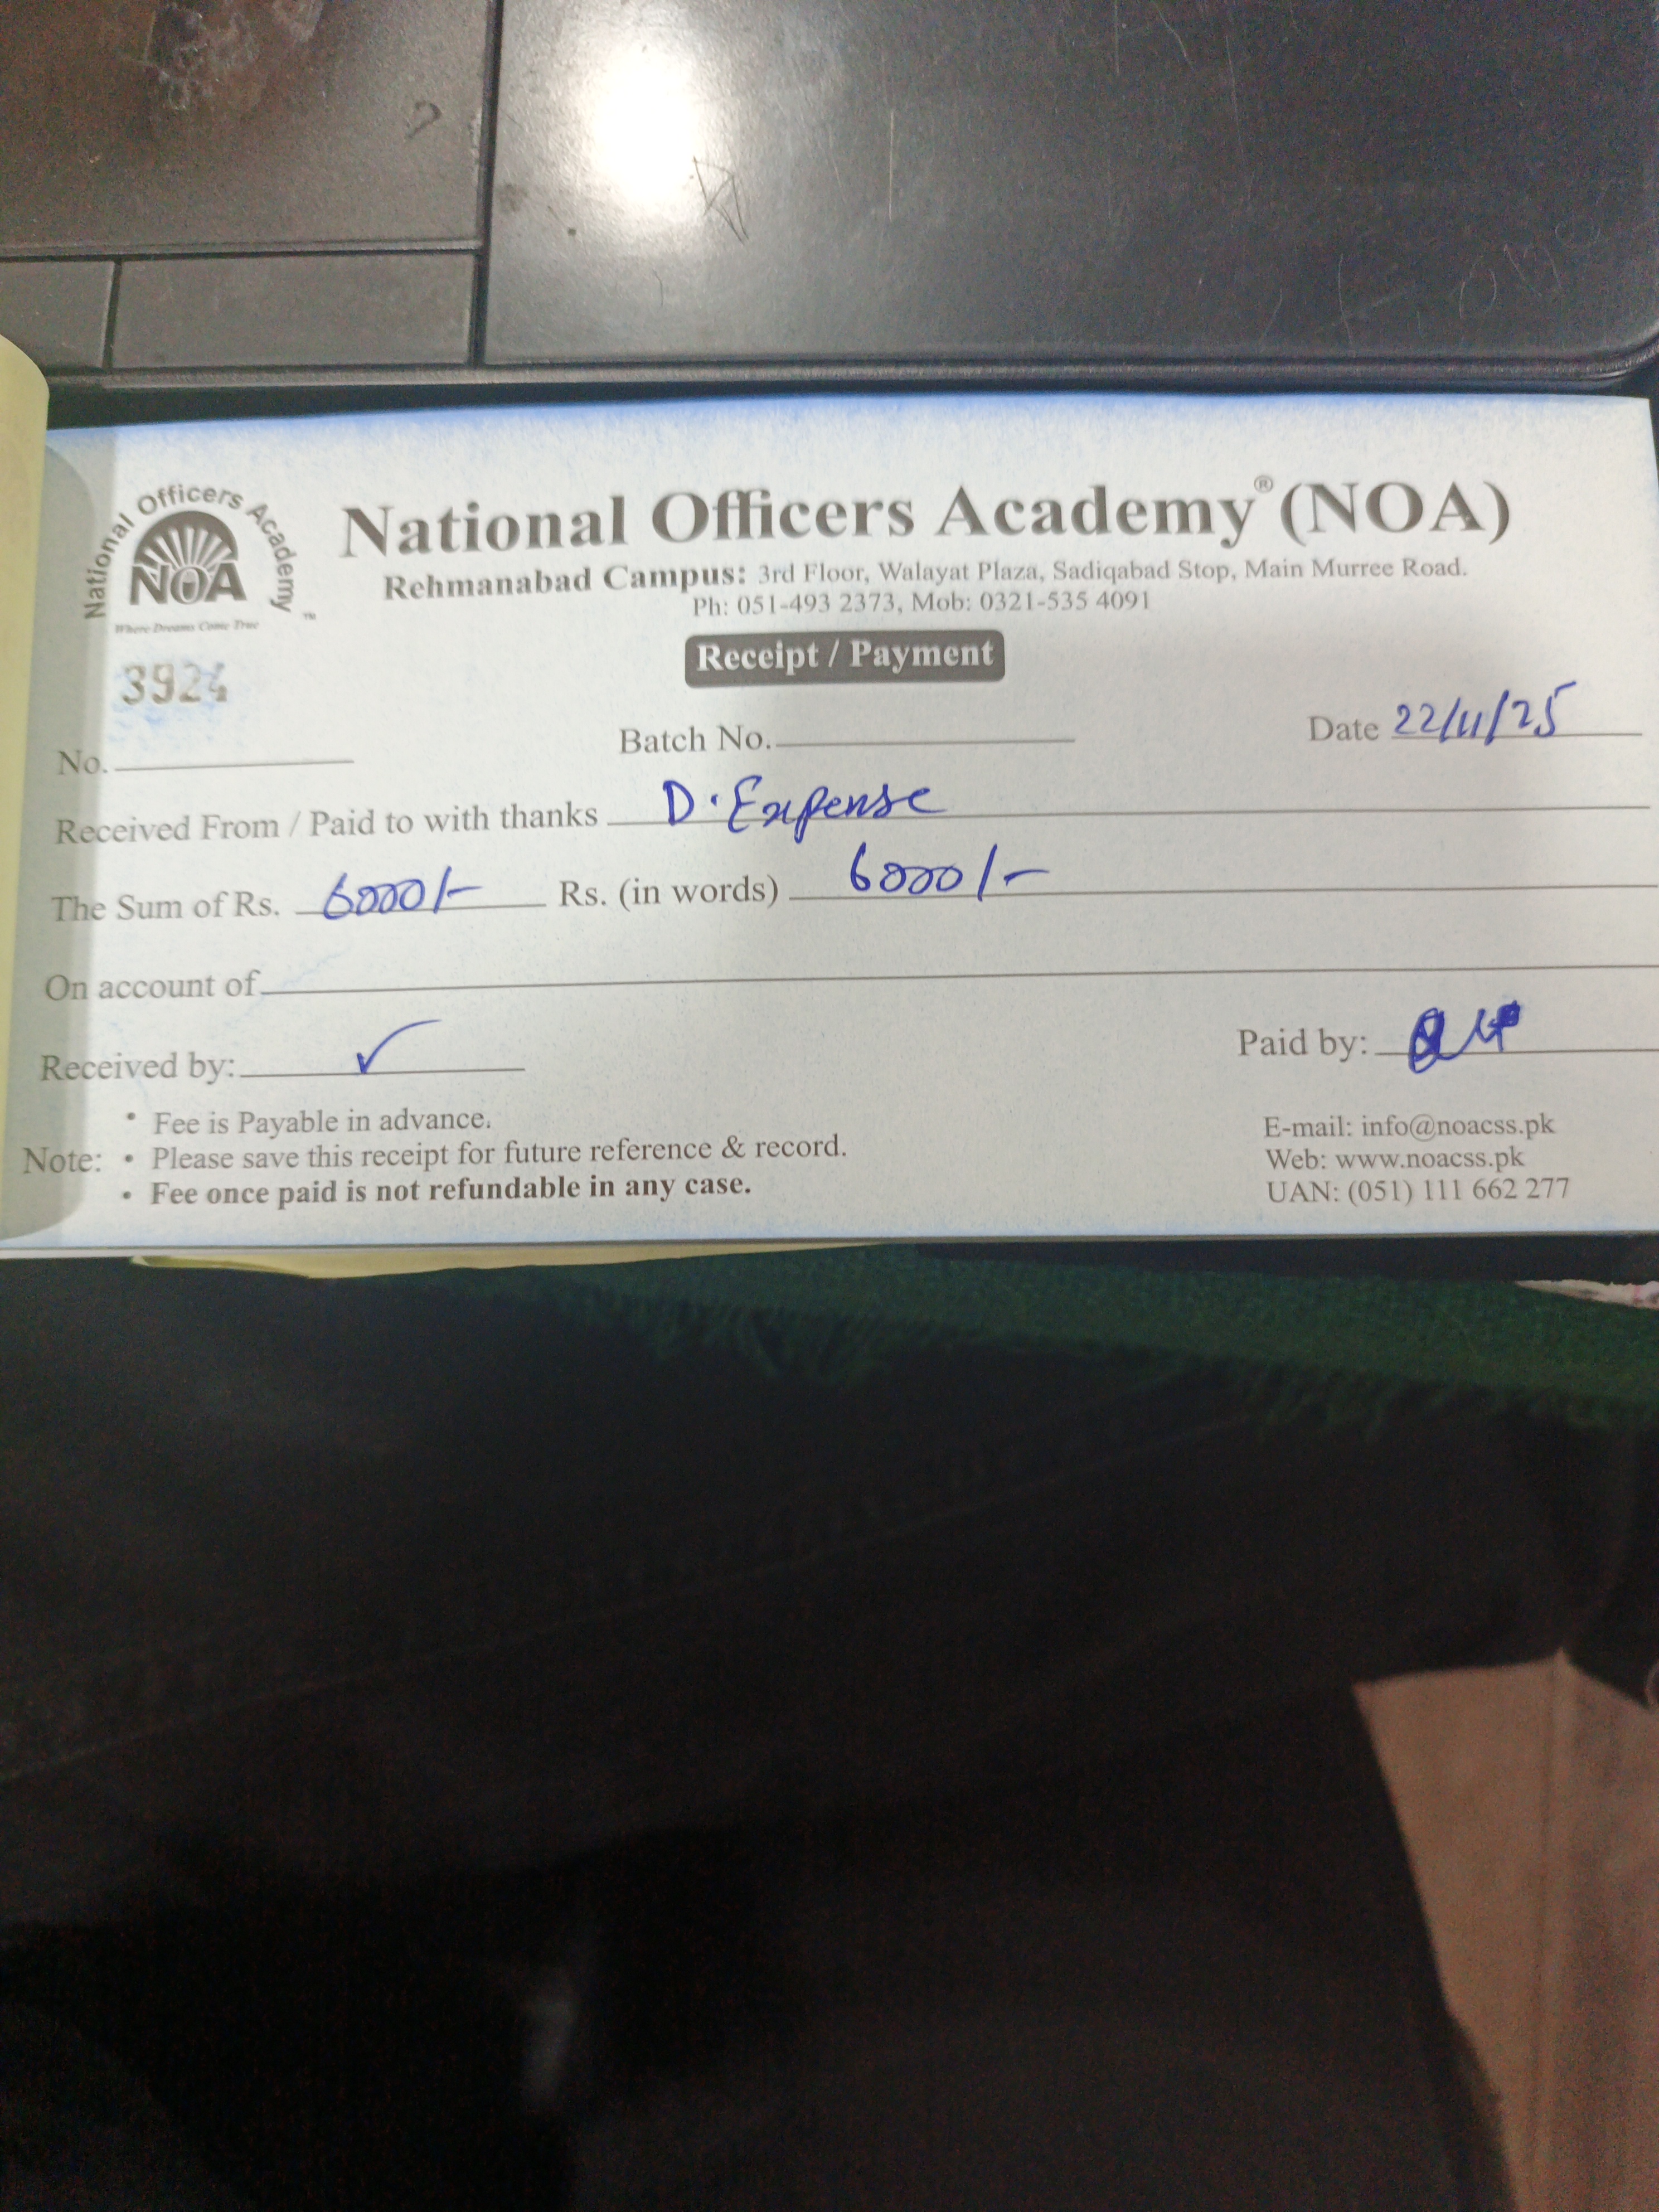 National Officers Academy ™
NOA
Where Dreams Come True
National Officers Academy® (NOA)
Rehmanabad Campus: 3rd Floor, Walayat Plaza, Sadiqabad Stop, Main Murree Road.
Ph: 051-493 2373, Mob: 0321-535 4091
Receipt / Payment
3924
No. Batch No. Date 22/11/25
Received From / Paid to with thanks D. Expense
The Sum of Rs. 6000/- Rs. (in words) 6000/-
On account of
Received by: Paid by:
Note:
• Fee is Payable in advance.
• Please save this receipt for future reference & record.
• Fee once paid is not refundable in any case.
E-mail: info@noacss.pk
Web: www.noacss.pk
UAN: (051) 111 662 277